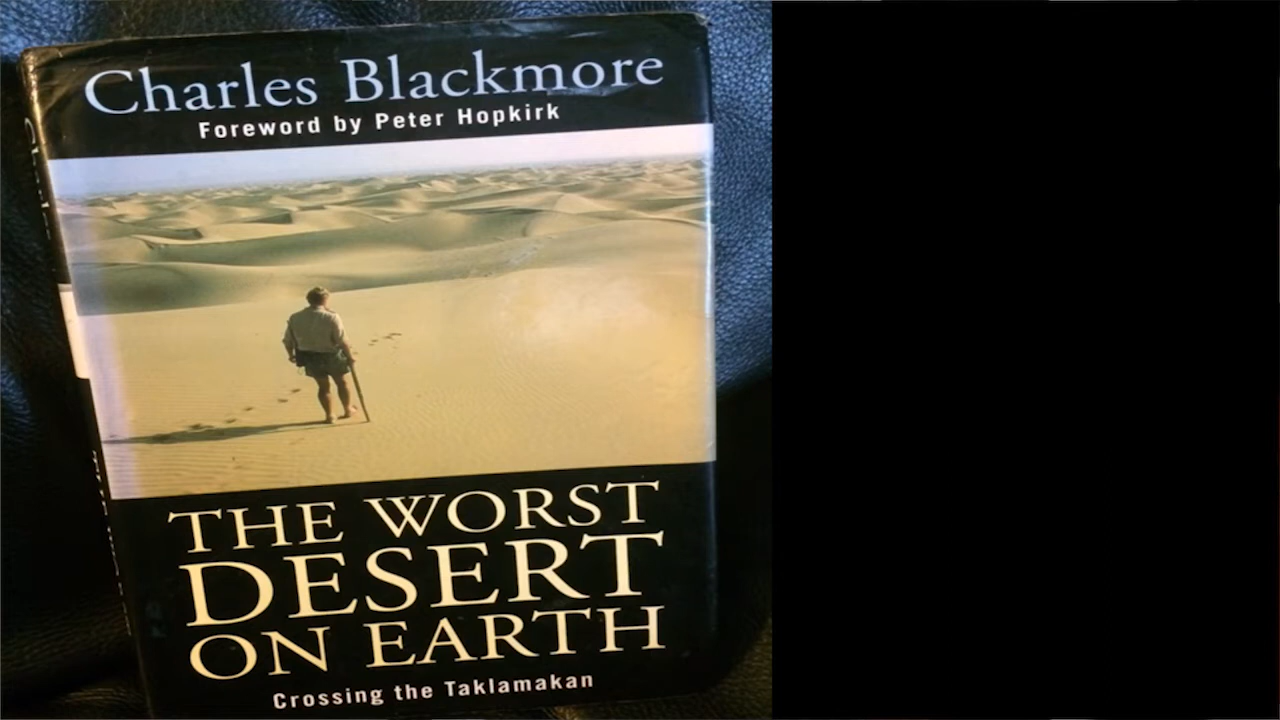 Charles Blackmore
Foreword by Peter Hopkirk
THE WORST
DESERT
ON EARTH
Crossing the Taklamakan